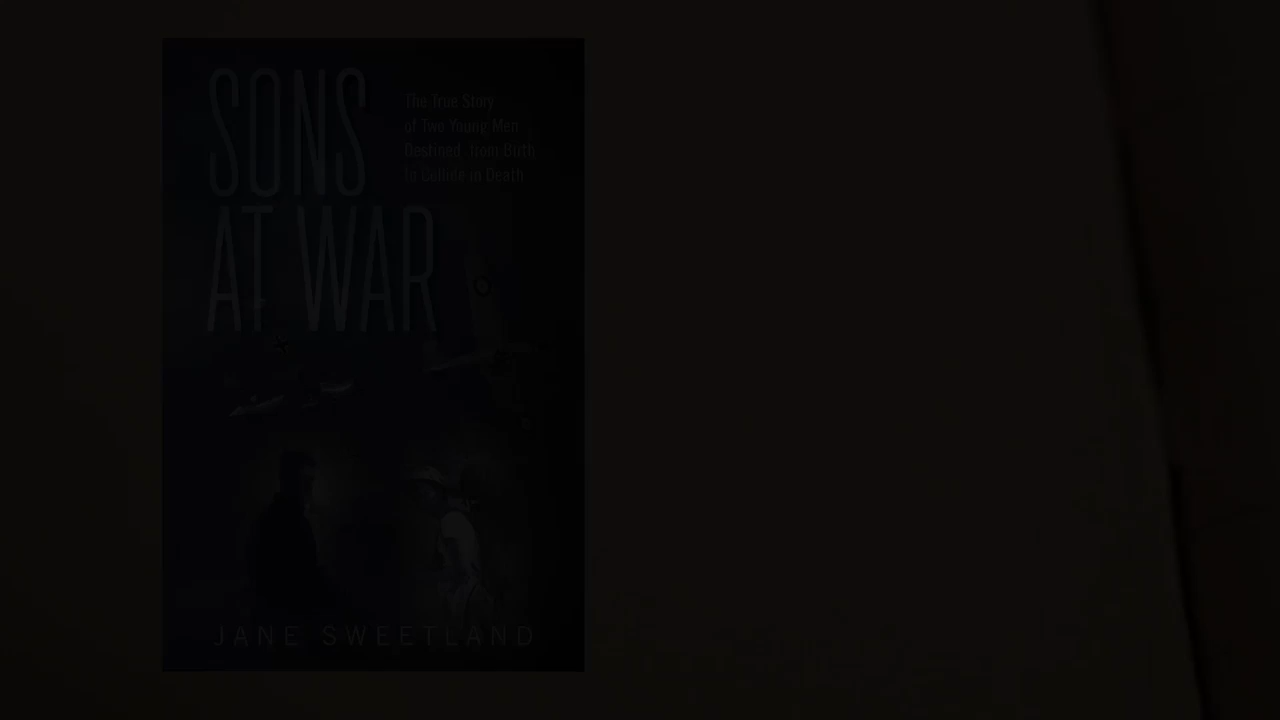 SONS
AT WAR
The True Story
of Two Young Men
Destined from Birth
to Collide in Death
JANE SWEETLAND